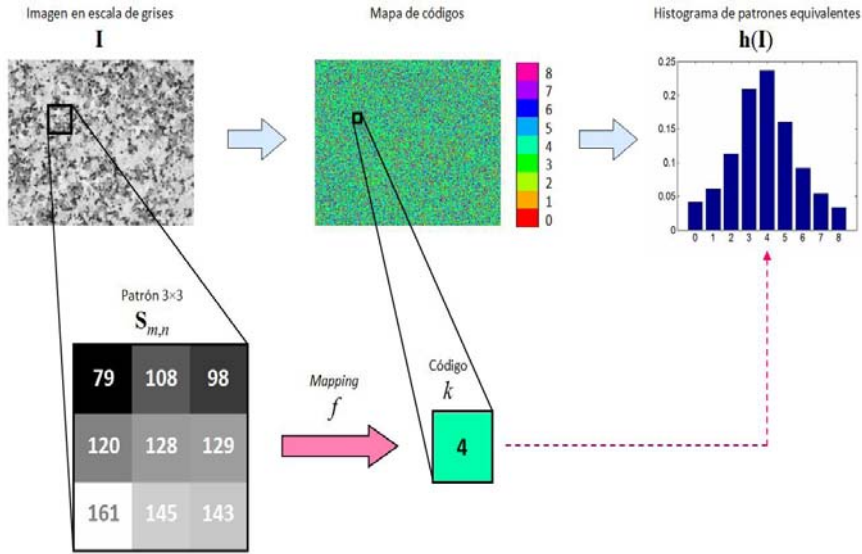 Imagen en escala de grises
I
Mapa de códigos
Histograma de patrones equivalentes
h(I)
8
7
6
5
4
3
2
1
0
0.25
0.2
0.15
0.1
0.05
0
0 1 2 3 4 5 6 7 8
Patrón 3×3
Sm,n
79 108 98
120 128 129
161 145 143
Mapping
f
Código
k
4